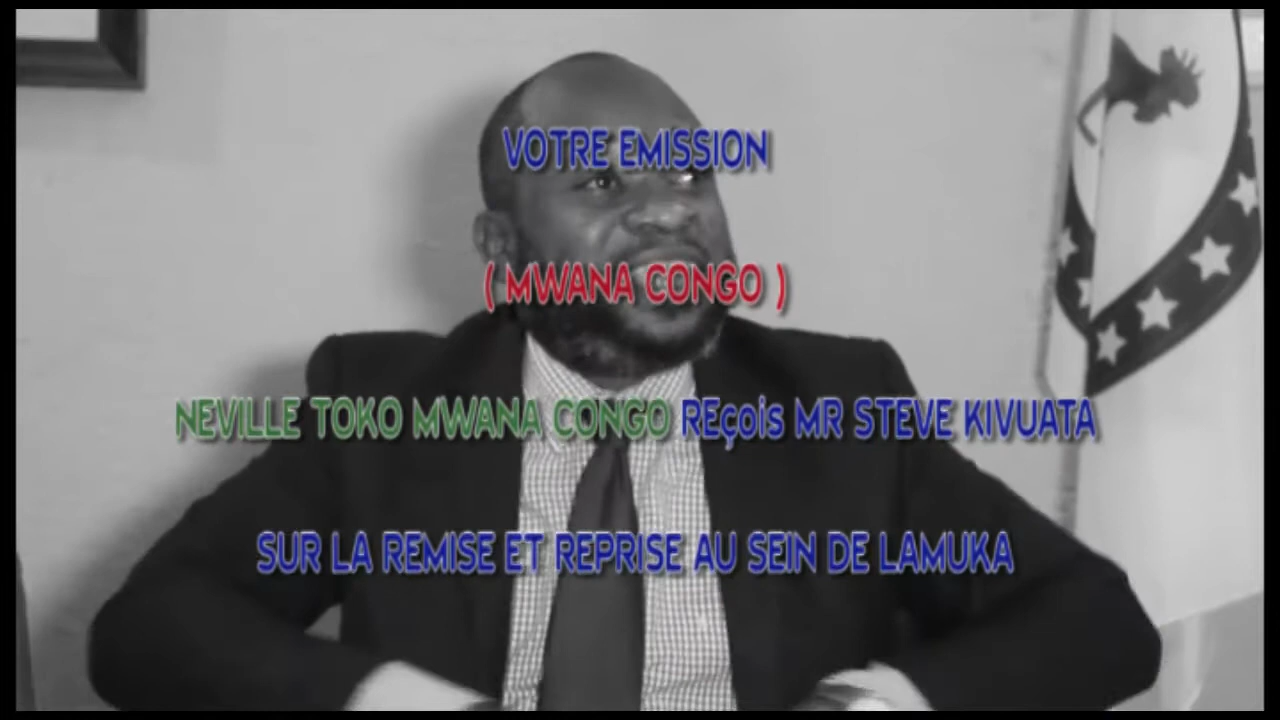 VOTRE EMISSION
( MWANA CONGO )
NEVILLE TOKO MWANA CONGO REçois MR STEVE KIVUATA
SUR LA REMISE ET REPRISE AU SEIN DE LAMUKA